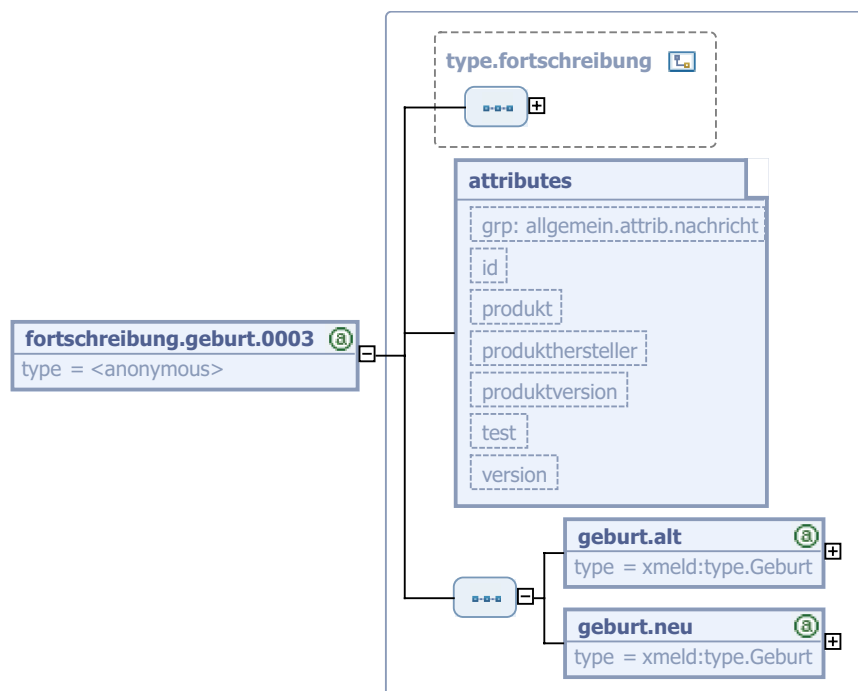 type.fortschreibung
attributes
grp: allgemein.attrib.nachricht
id
produkt
produkthersteller
produktversion
test
version
fortschreibung.geburt.0003
type = <anonymous>
geburt.alt
type = xmeld:type.Geburt
geburt.neu
type = xmeld:type.Geburt